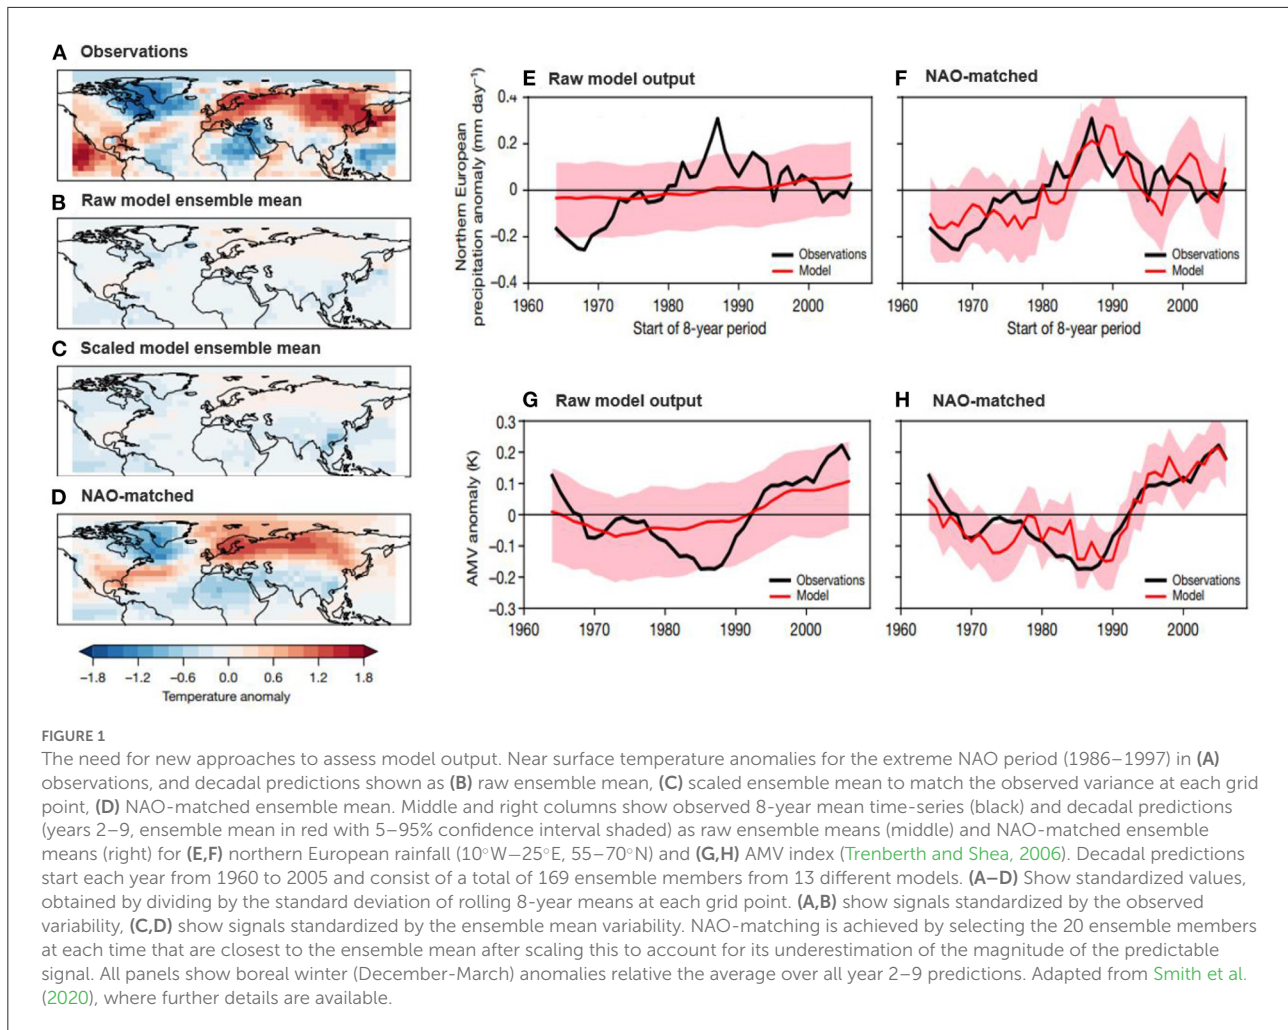 A Observations
B Raw model ensemble mean
C Scaled model ensemble mean
D NAO-matched
−1.8 −1.2 −0.6 0.0 0.6 1.2 1.8
Temperature anomaly
E Raw model output
Northern European
precipitation anomaly (mm day⁻¹)
0.4
0.2
0
−0.2
−0.4
Observations
Model
1960 1970 1980 1990 2000
Start of 8-year period
F NAO-matched
Observations
Model
1960 1970 1980 1990 2000
Start of 8-year period
G Raw model output
AMV anomaly (K)
0.3
0.2
0.1
0
−0.1
−0.2
−0.3
Observations
Model
1960 1970 1980 1990 2000
H NAO-matched
Observations
Model
1960 1970 1980 1990 2000
FIGURE 1
The need for new approaches to assess model output. Near surface temperature anomalies for the extreme NAO period (1986–1997) in (A)
observations, and decadal predictions shown as (B) raw ensemble mean, (C) scaled ensemble mean to match the observed variance at each grid
point, (D) NAO-matched ensemble mean. Middle and right columns show observed 8-year mean time-series (black) and decadal predictions
(years 2–9, ensemble mean in red with 5–95% confidence interval shaded) as raw ensemble means (middle) and NAO-matched ensemble
means (right) for (E,F) northern European rainfall (10°W—25°E, 55–70°N) and (G,H) AMV index (Trenberth and Shea, 2006). Decadal predictions
start each year from 1960 to 2005 and consist of a total of 169 ensemble members from 13 different models. (A–D) Show standardized values,
obtained by dividing by the standard deviation of rolling 8-year means at each grid point. (A,B) show signals standardized by the observed
variability, (C,D) show signals standardized by the ensemble mean variability. NAO-matching is achieved by selecting the 20 ensemble members
at each time that are closest to the ensemble mean after scaling this to account for its underestimation of the magnitude of the predictable
signal. All panels show boreal winter (December-March) anomalies relative the average over all year 2–9 predictions. Adapted from Smith et al.
(2020), where further details are available.